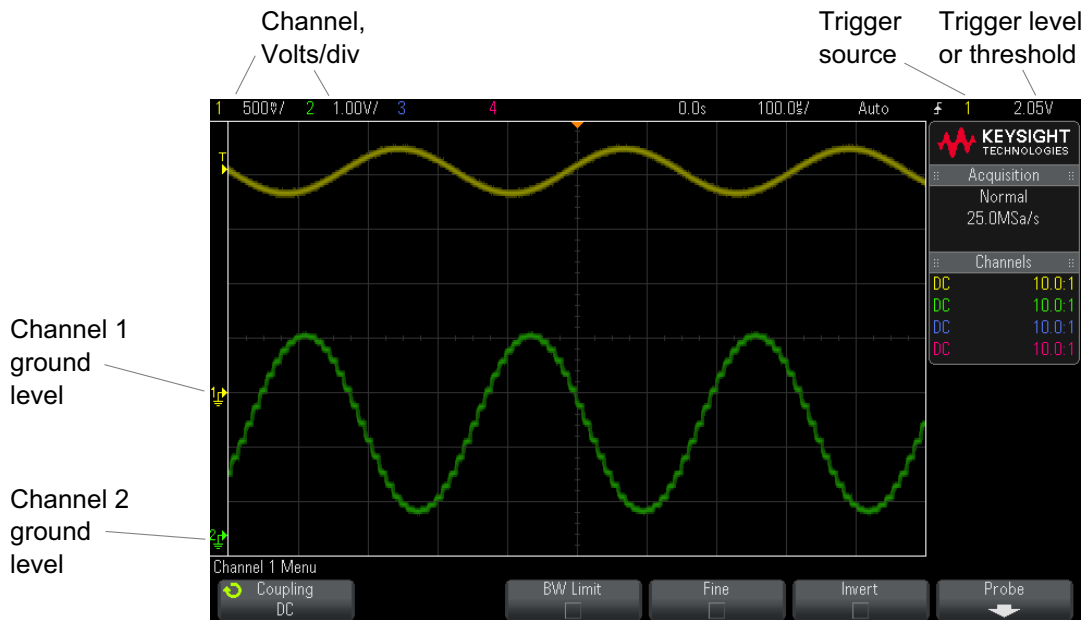 Channel,
Volts/div
Trigger
source
Trigger level
or threshold
1 500mV/ 2 1.00V/ 3 4 0.0s 100.0µs/ Auto 1 2.05V
T
KEYSIGHT
TECHNOLOGIES
Acquisition
Normal
25.0MSa/s
Channels
DC 10.0:1
DC 10.0:1
DC 10.0:1
DC 10.0:1
Channel 1
ground
level
1
Channel 2
ground
level
2
Channel 1 Menu
Coupling
DC
BW Limit
Fine
Invert
Probe